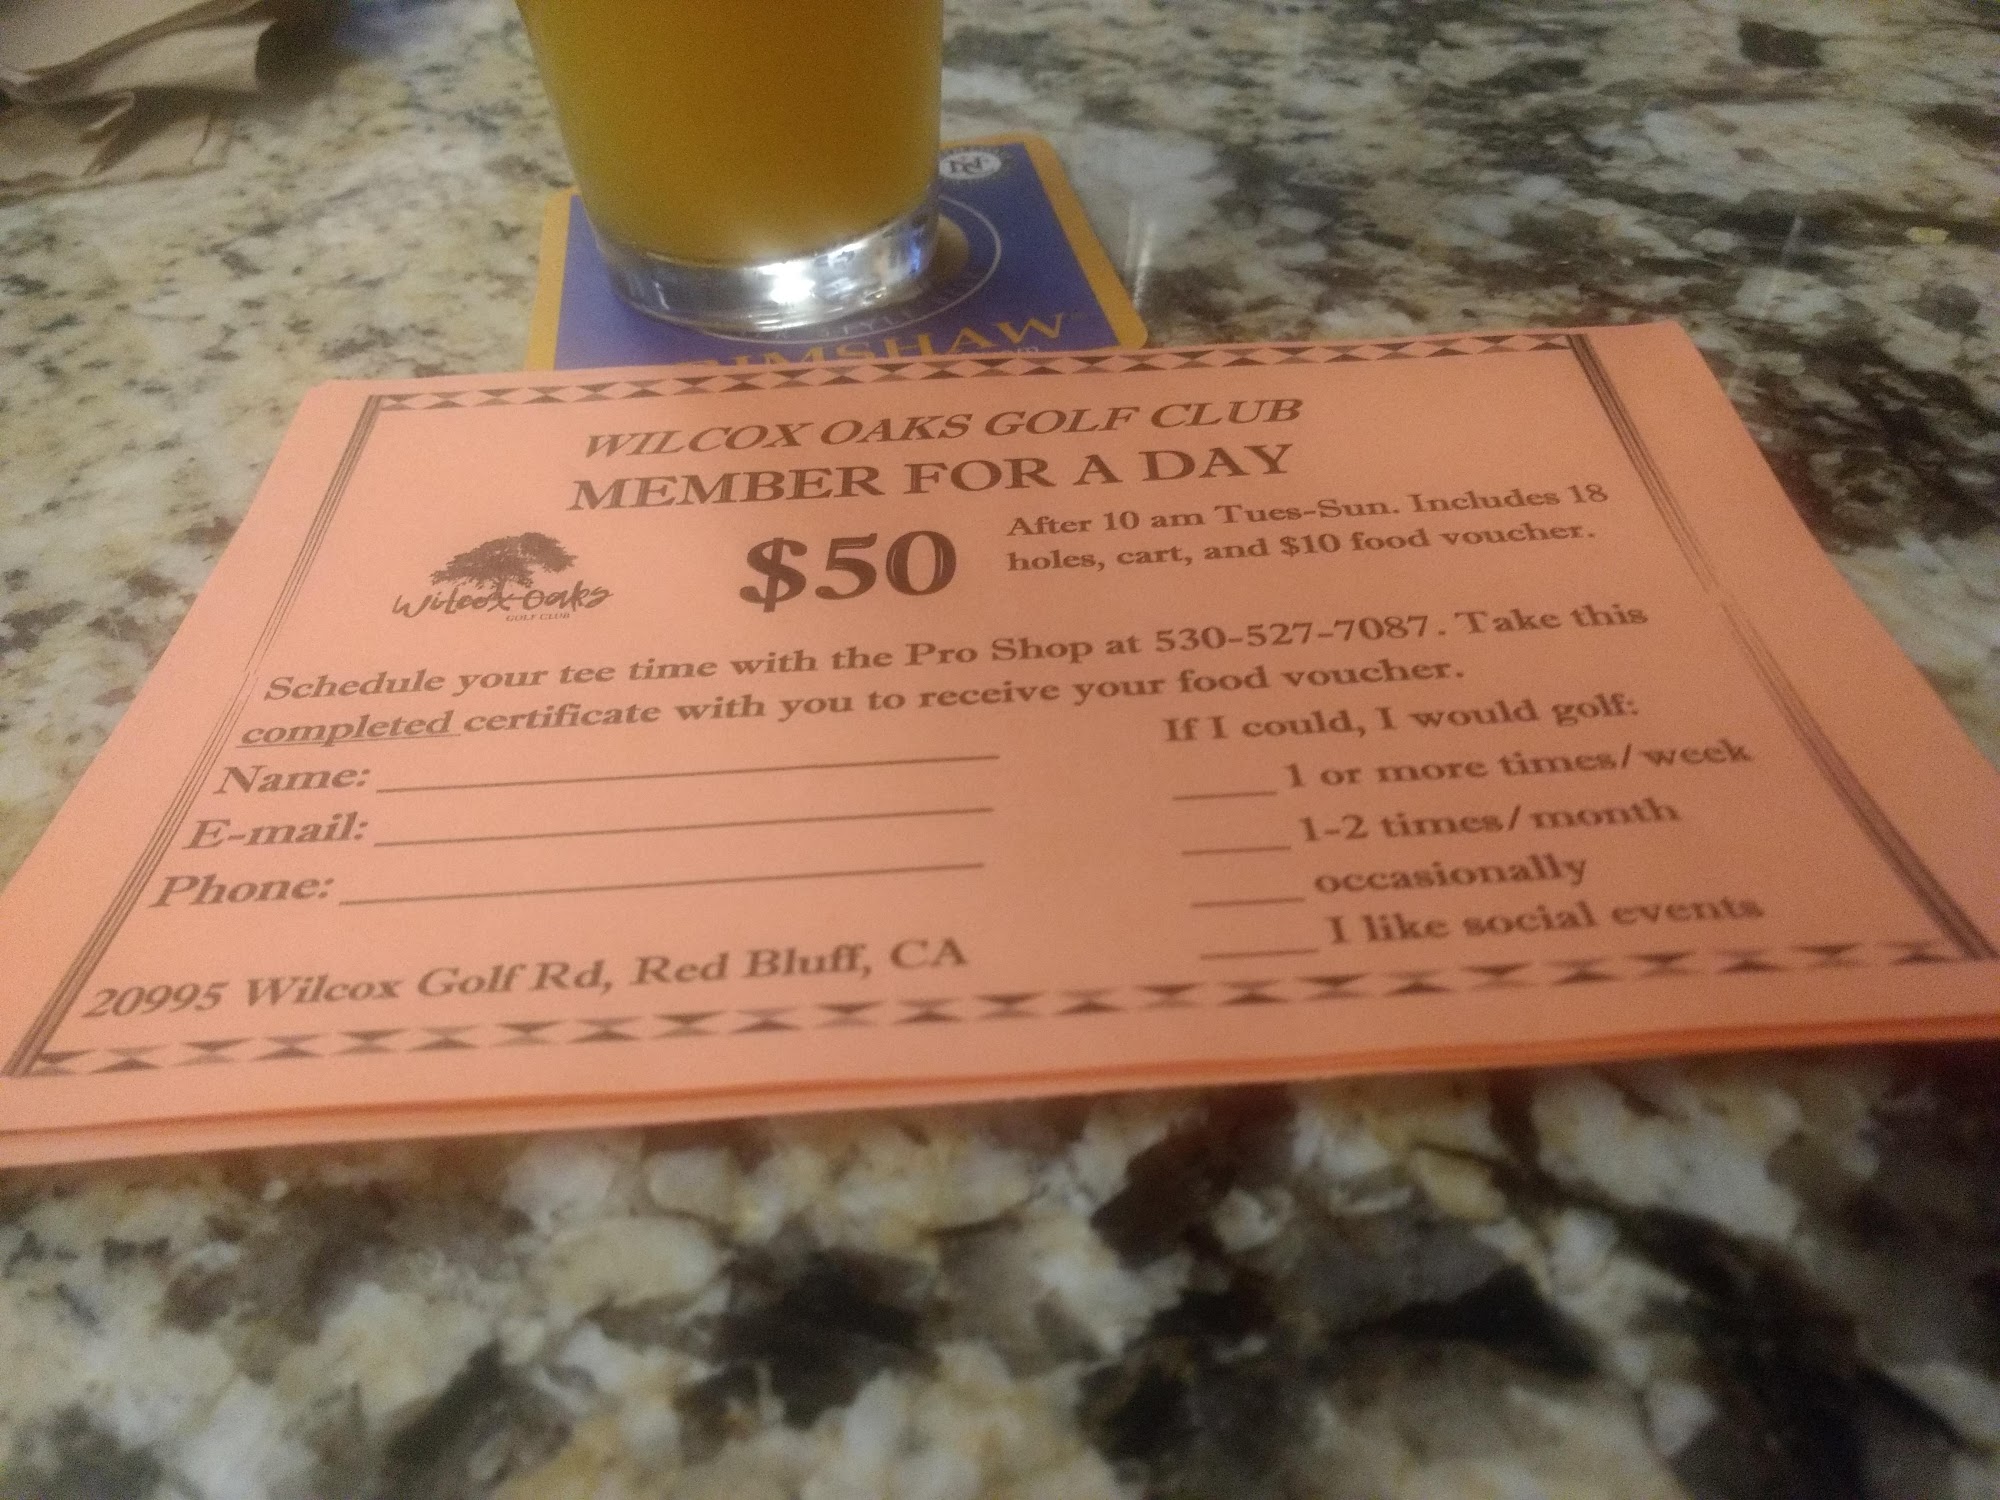 RIMSHAW
WILCOX OAKS GOLF CLUB
MEMBER FOR A DAY
$50
After 10 am Tues-Sun. Includes 18
holes, cart, and $10 food voucher.
Wilcox Oaks
GOLF CLUB
Schedule your tee time with the Pro Shop at 530-527-7087. Take this
completed certificate with you to receive your food voucher.
Name:
E-mail:
Phone:
If I could, I would golf:
1 or more times/week
1-2 times/month
occasionally
I like social events
20995 Wilcox Golf Rd, Red Bluff, CA